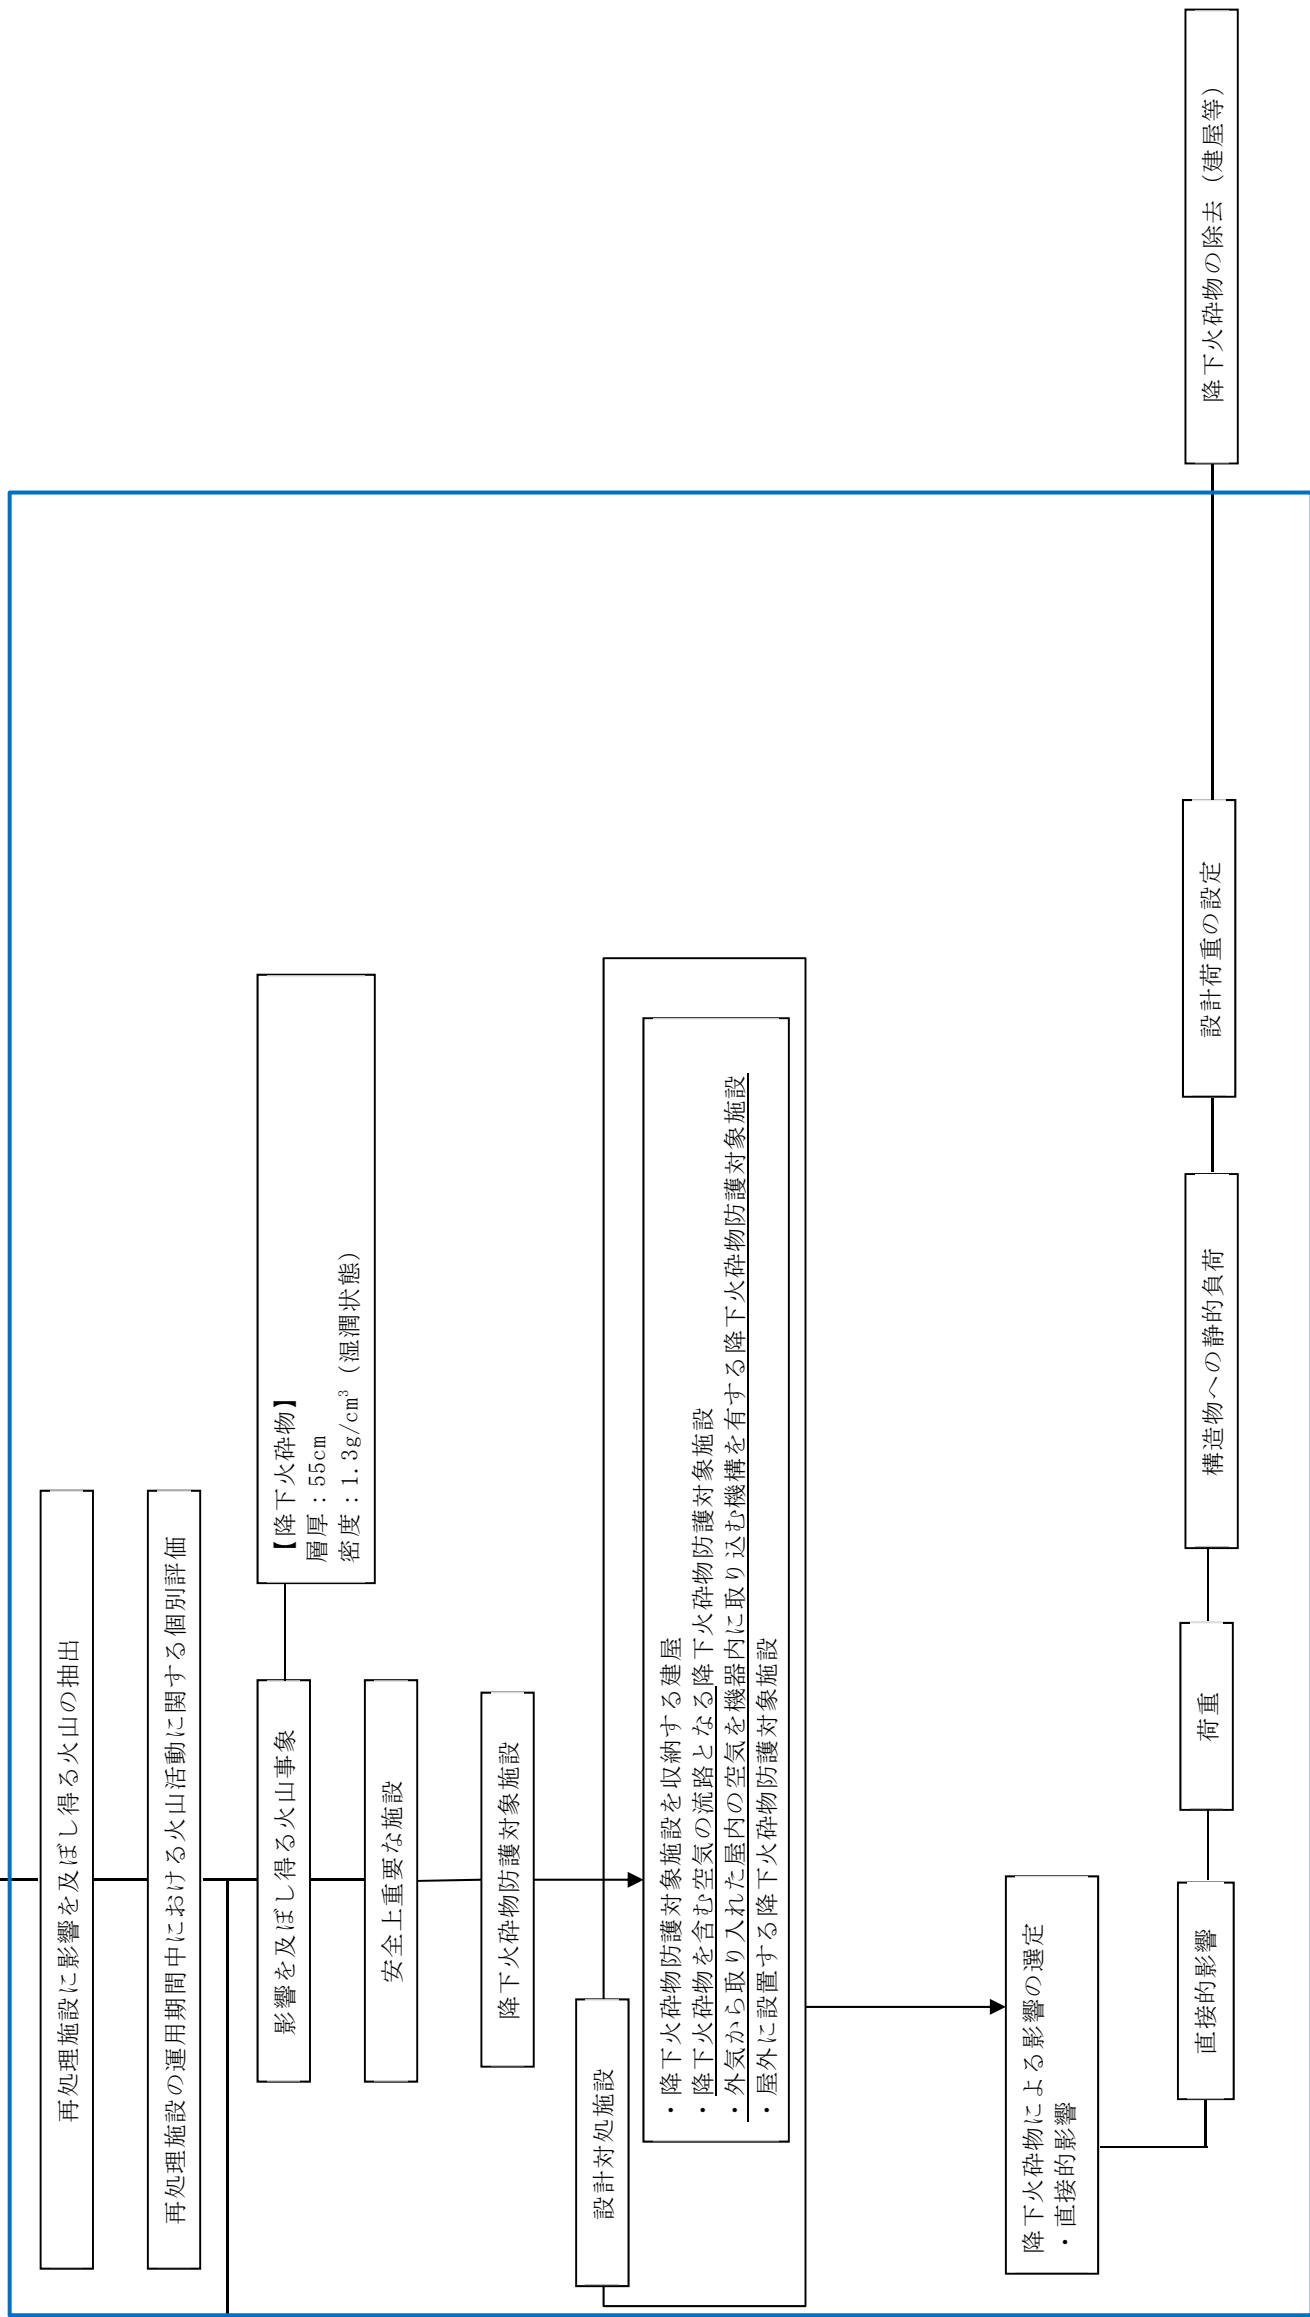 再処理施設に影響を及ぼし得る火山の抽出
再処理施設の運用期間中における火山活動に関する個別評価
影響を及ぼし得る火山事象
【降下火砕物】
層厚：55cm
密度：1.3g/cm³（湿潤状態）
安全上重要な施設
降下火砕物防護対象施設
設計対処施設
・降下火砕物防護対象施設を収納する建屋
・降下火砕物を含む空気の流路となる降下火砕物防護対象施設
・外気から取り入れた屋内の空気を機器内に取り込む機構を有する降下火砕物防護対象施設
・屋外に設置する降下火砕物防護対象施設
降下火砕物による影響の選定
・直接的影響
直接的影響
荷重
構造物への静的負荷
設計荷重の設定
降下火砕物の除去（建屋等）